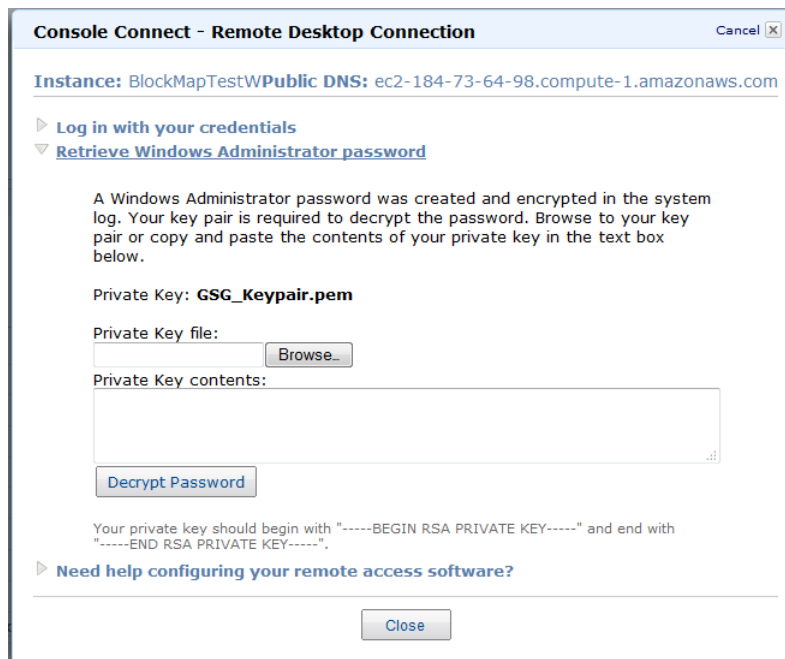 Console Connect - Remote Desktop Connection
Cancel
Instance: BlockMapTestWPublic DNS: ec2-184-73-64-98.compute-1.amazonaws.com
Log in with your credentials
Retrieve Windows Administrator password
A Windows Administrator password was created and encrypted in the system
log. Your key pair is required to decrypt the password. Browse to your key
pair or copy and paste the contents of your private key in the text box
below.
Private Key: GSG_Keypair.pem
Private Key file:
Browse...
Private Key contents:
Decrypt Password
Your private key should begin with "-----BEGIN RSA PRIVATE KEY-----" and end with
"-----END RSA PRIVATE KEY-----".
Need help configuring your remote access software?
Close